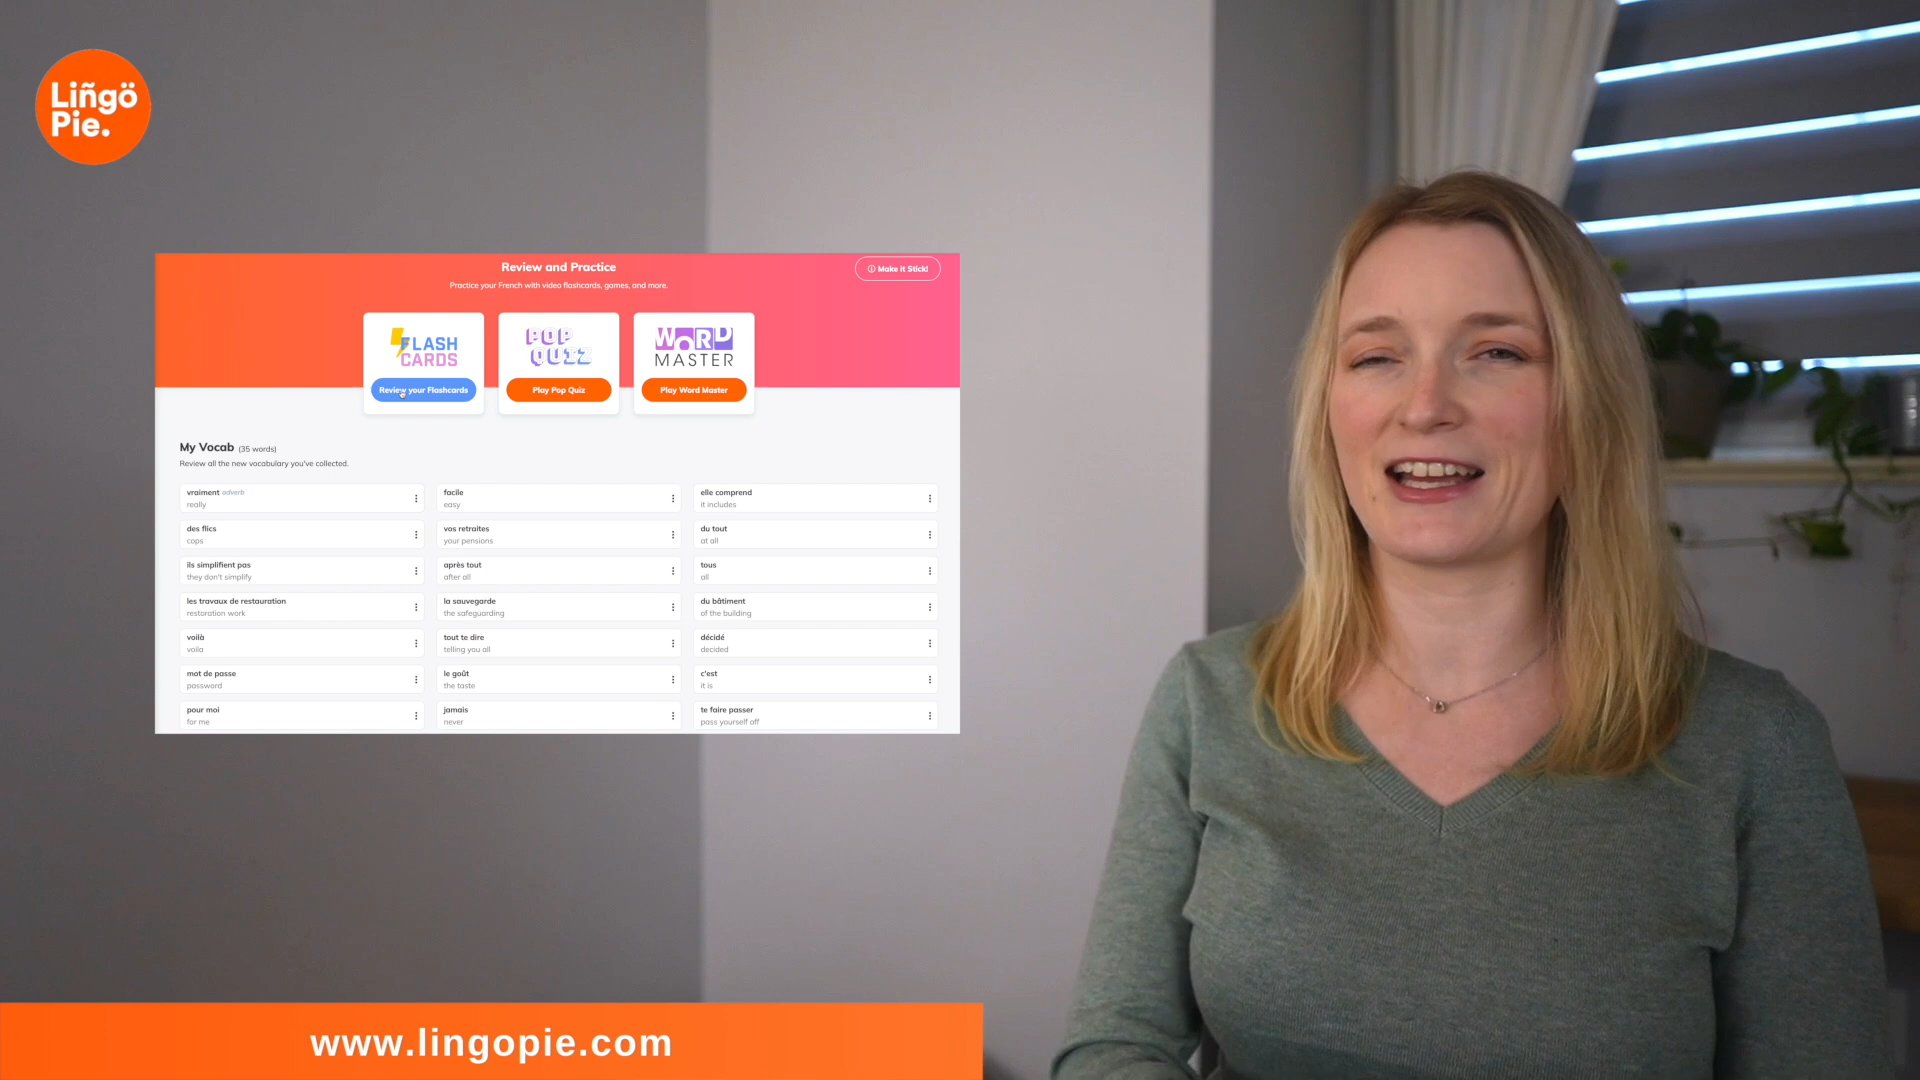 Liñgö
Pie.
Review and Practice
Make it Stick!
Practice your French with video flashcards, games, and more.
FLASH
CARDS
POP
QUIZ
WORD
MASTER
Review your Flashcards
Play Pop Quiz
Play Word Master
My Vocab (35 words)
Review all the new vocabulary you've collected.
vraiment adverb
really
facile
easy
elle comprend
it includes
des flics
cops
vos retraites
your pensions
du tout
at all
ils simplifient pas
they don't simplify
après tout
after all
tous
all
les travaux de restauration
restoration work
la sauvegarde
the safeguarding
du bâtiment
of the building
voilà
voila
tout te dire
telling you all
décidé
decided
mot de passe
password
le goût
the taste
c'est
it is
pour moi
for me
jamais
never
te faire passer
pass yourself off
www.lingopie.com